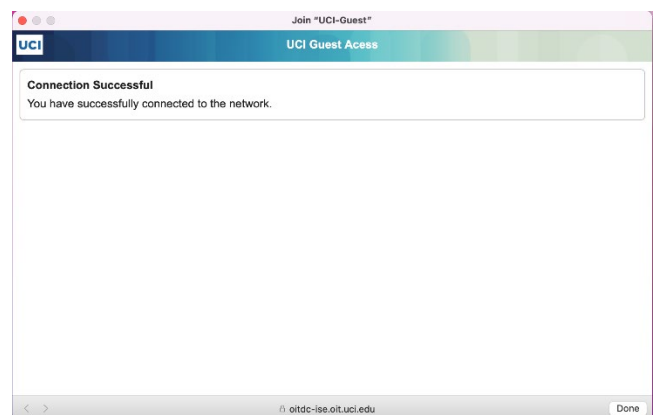 Join "UCI-Guest"
UCI
UCI Guest Acess
Connection Successful
You have successfully connected to the network.
oitdc-ise.oit.uci.edu
Done